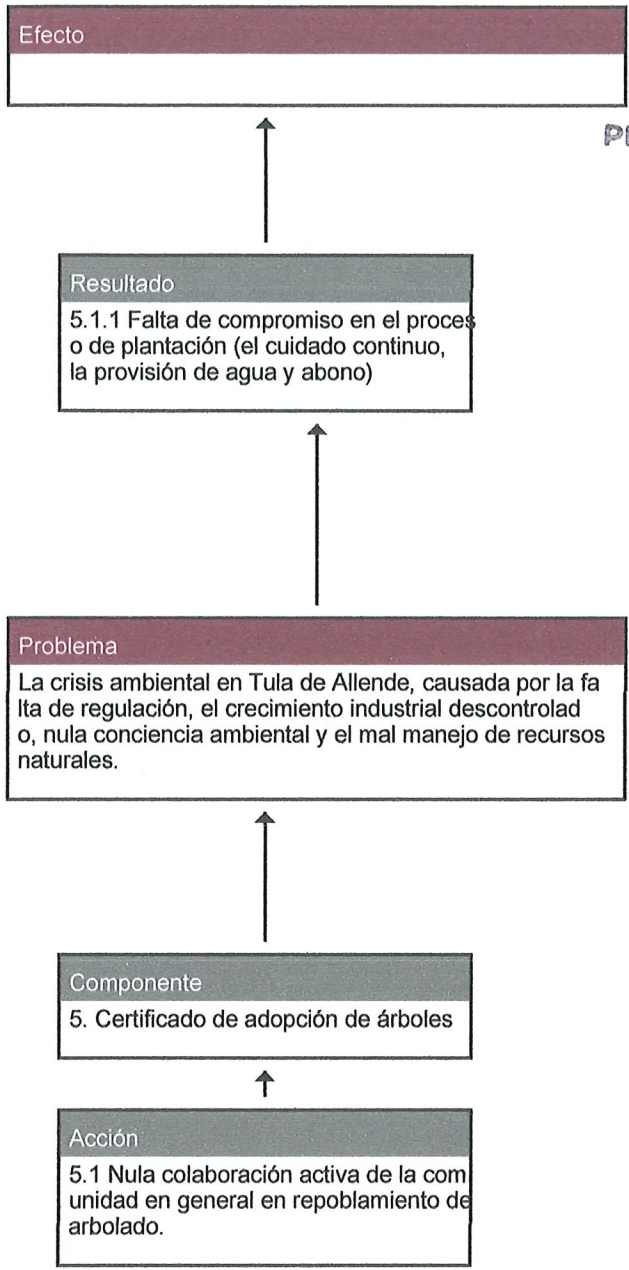 Efecto
Resultado
5.1.1 Falta de compromiso en el proces
o de plantación (el cuidado continuo,
la provisión de agua y abono)
Problema
La crisis ambiental en Tula de Allende, causada por la fa
lta de regulación, el crecimiento industrial descontrolad
o, nula conciencia ambiental y el mal manejo de recursos
naturales.
Componente
5. Certificado de adopción de árboles
Acción
5.1 Nula colaboración activa de la com
unidad en general en repoblamiento de
arbolado.